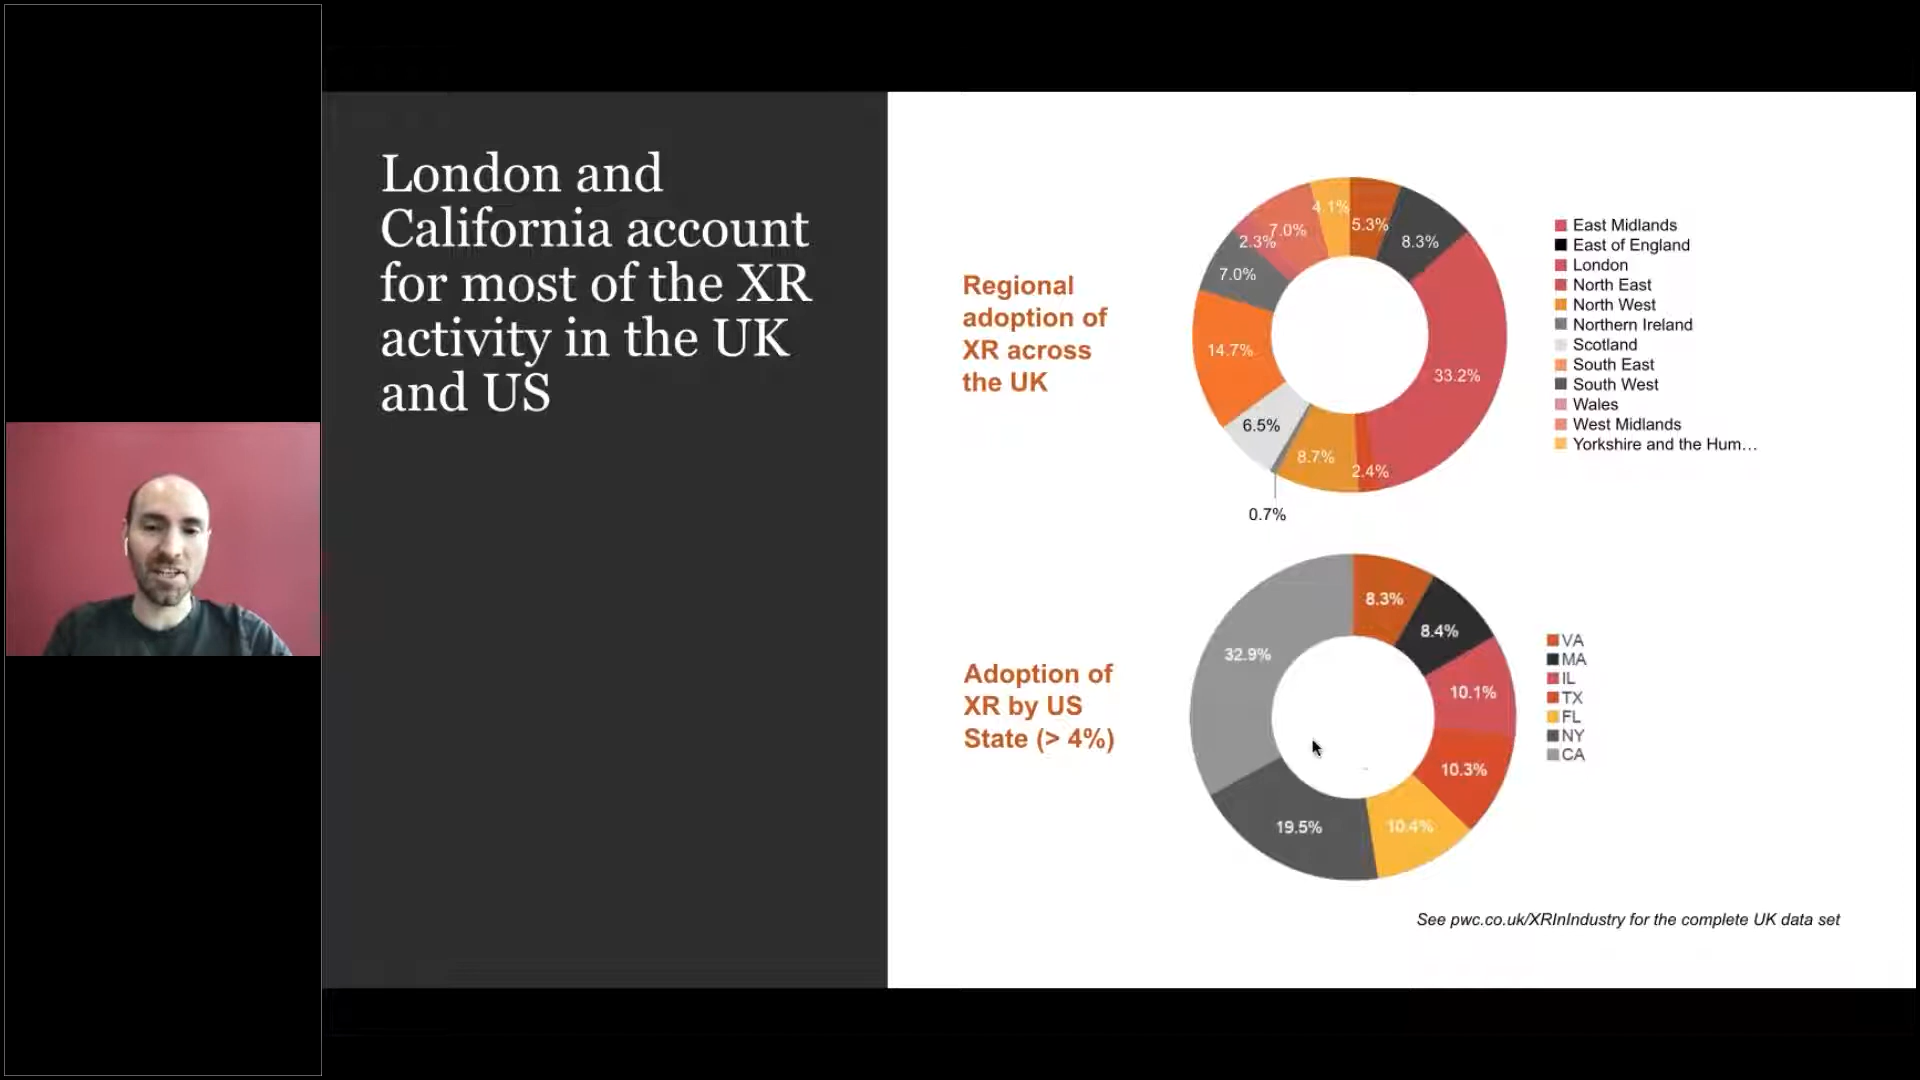 London and
California account
for most of the XR
activity in the UK
and US
Regional
adoption of
XR across
the UK
4.1%
5.3%
7.0%
8.3%
2.3%
7.0%
14.7%
33.2%
6.5%
8.7%
2.4%
0.7%
East Midlands
East of England
London
North East
North West
Northern Ireland
Scotland
South East
South West
Wales
West Midlands
Yorkshire and the Hum…
Adoption of
XR by US
State (> 4%)
8.3%
8.4%
32.9%
10.1%
10.3%
19.5%
10.4%
VA
MA
IL
TX
FL
NY
CA
See pwc.co.uk/XRInIndustry for the complete UK data set